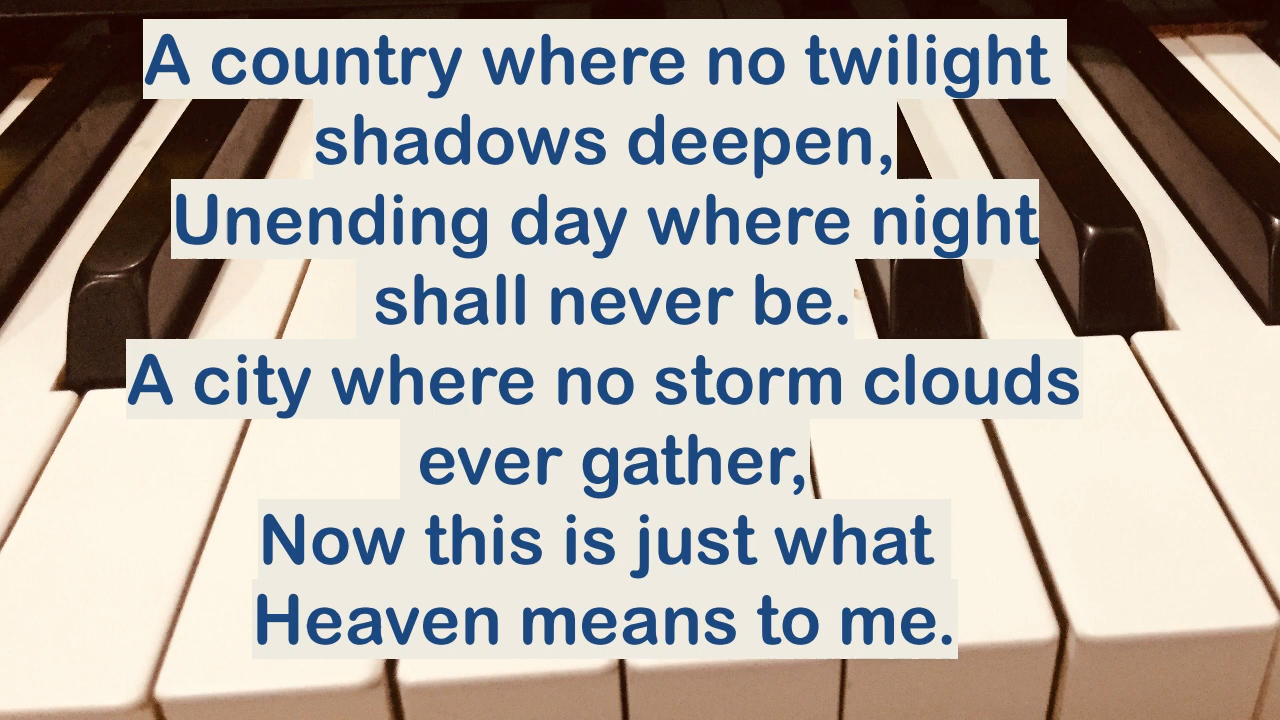 A country where no twilight
shadows deepen,
Unending day where night
shall never be.
A city where no storm clouds
ever gather,
Now this is just what
Heaven means to me.